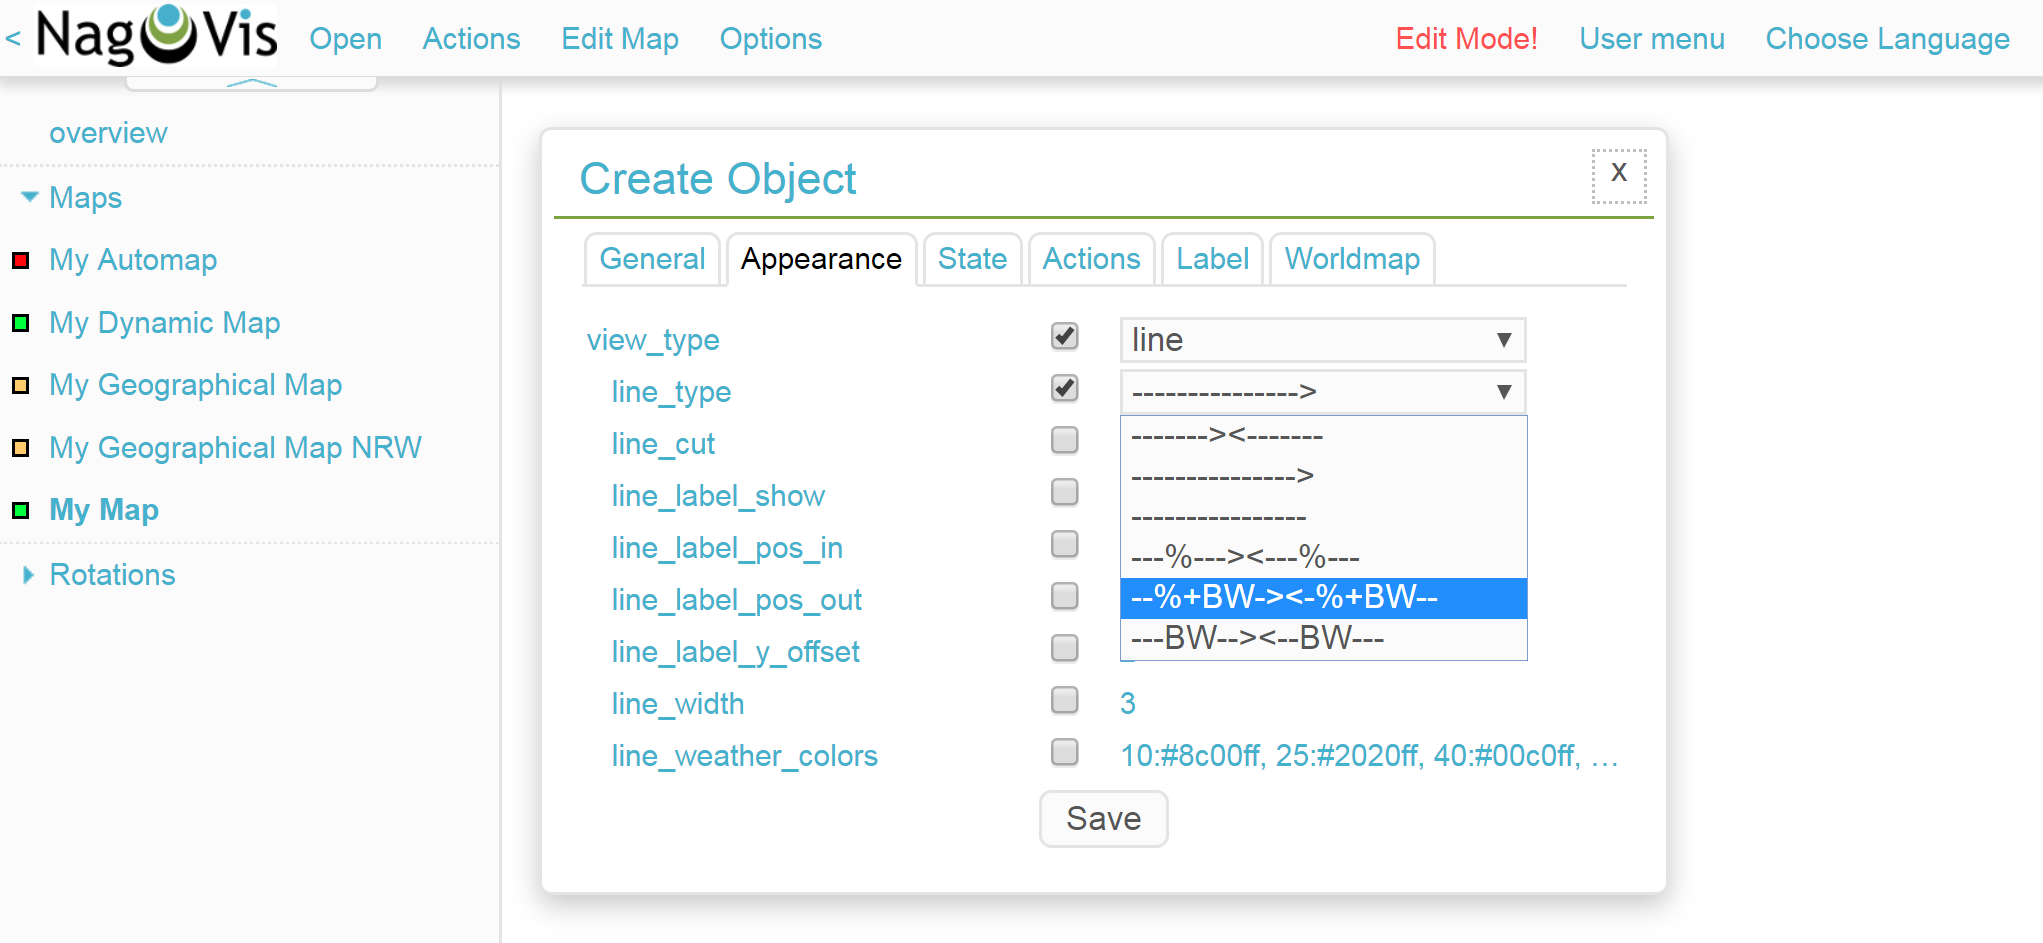 < NagVis Open Actions Edit Map Options Edit Mode! User menu Choose Language
overview
Maps
My Automap
My Dynamic Map
My Geographical Map
My Geographical Map NRW
My Map
Rotations
Create Object
x
General Appearance State Actions Label Worldmap
view_type line ▼
line_type ---------------> ▼
line_cut
line_label_show
line_label_pos_in
line_label_pos_out
line_label_y_offset
line_width 3
line_weather_colors 10:#8c00ff, 25:#2020ff, 40:#00c0ff, …
-------><-------
--------------->
----------------
---%---><---%---
--%+BW-><-%+BW--
---BW--><--BW---
Save